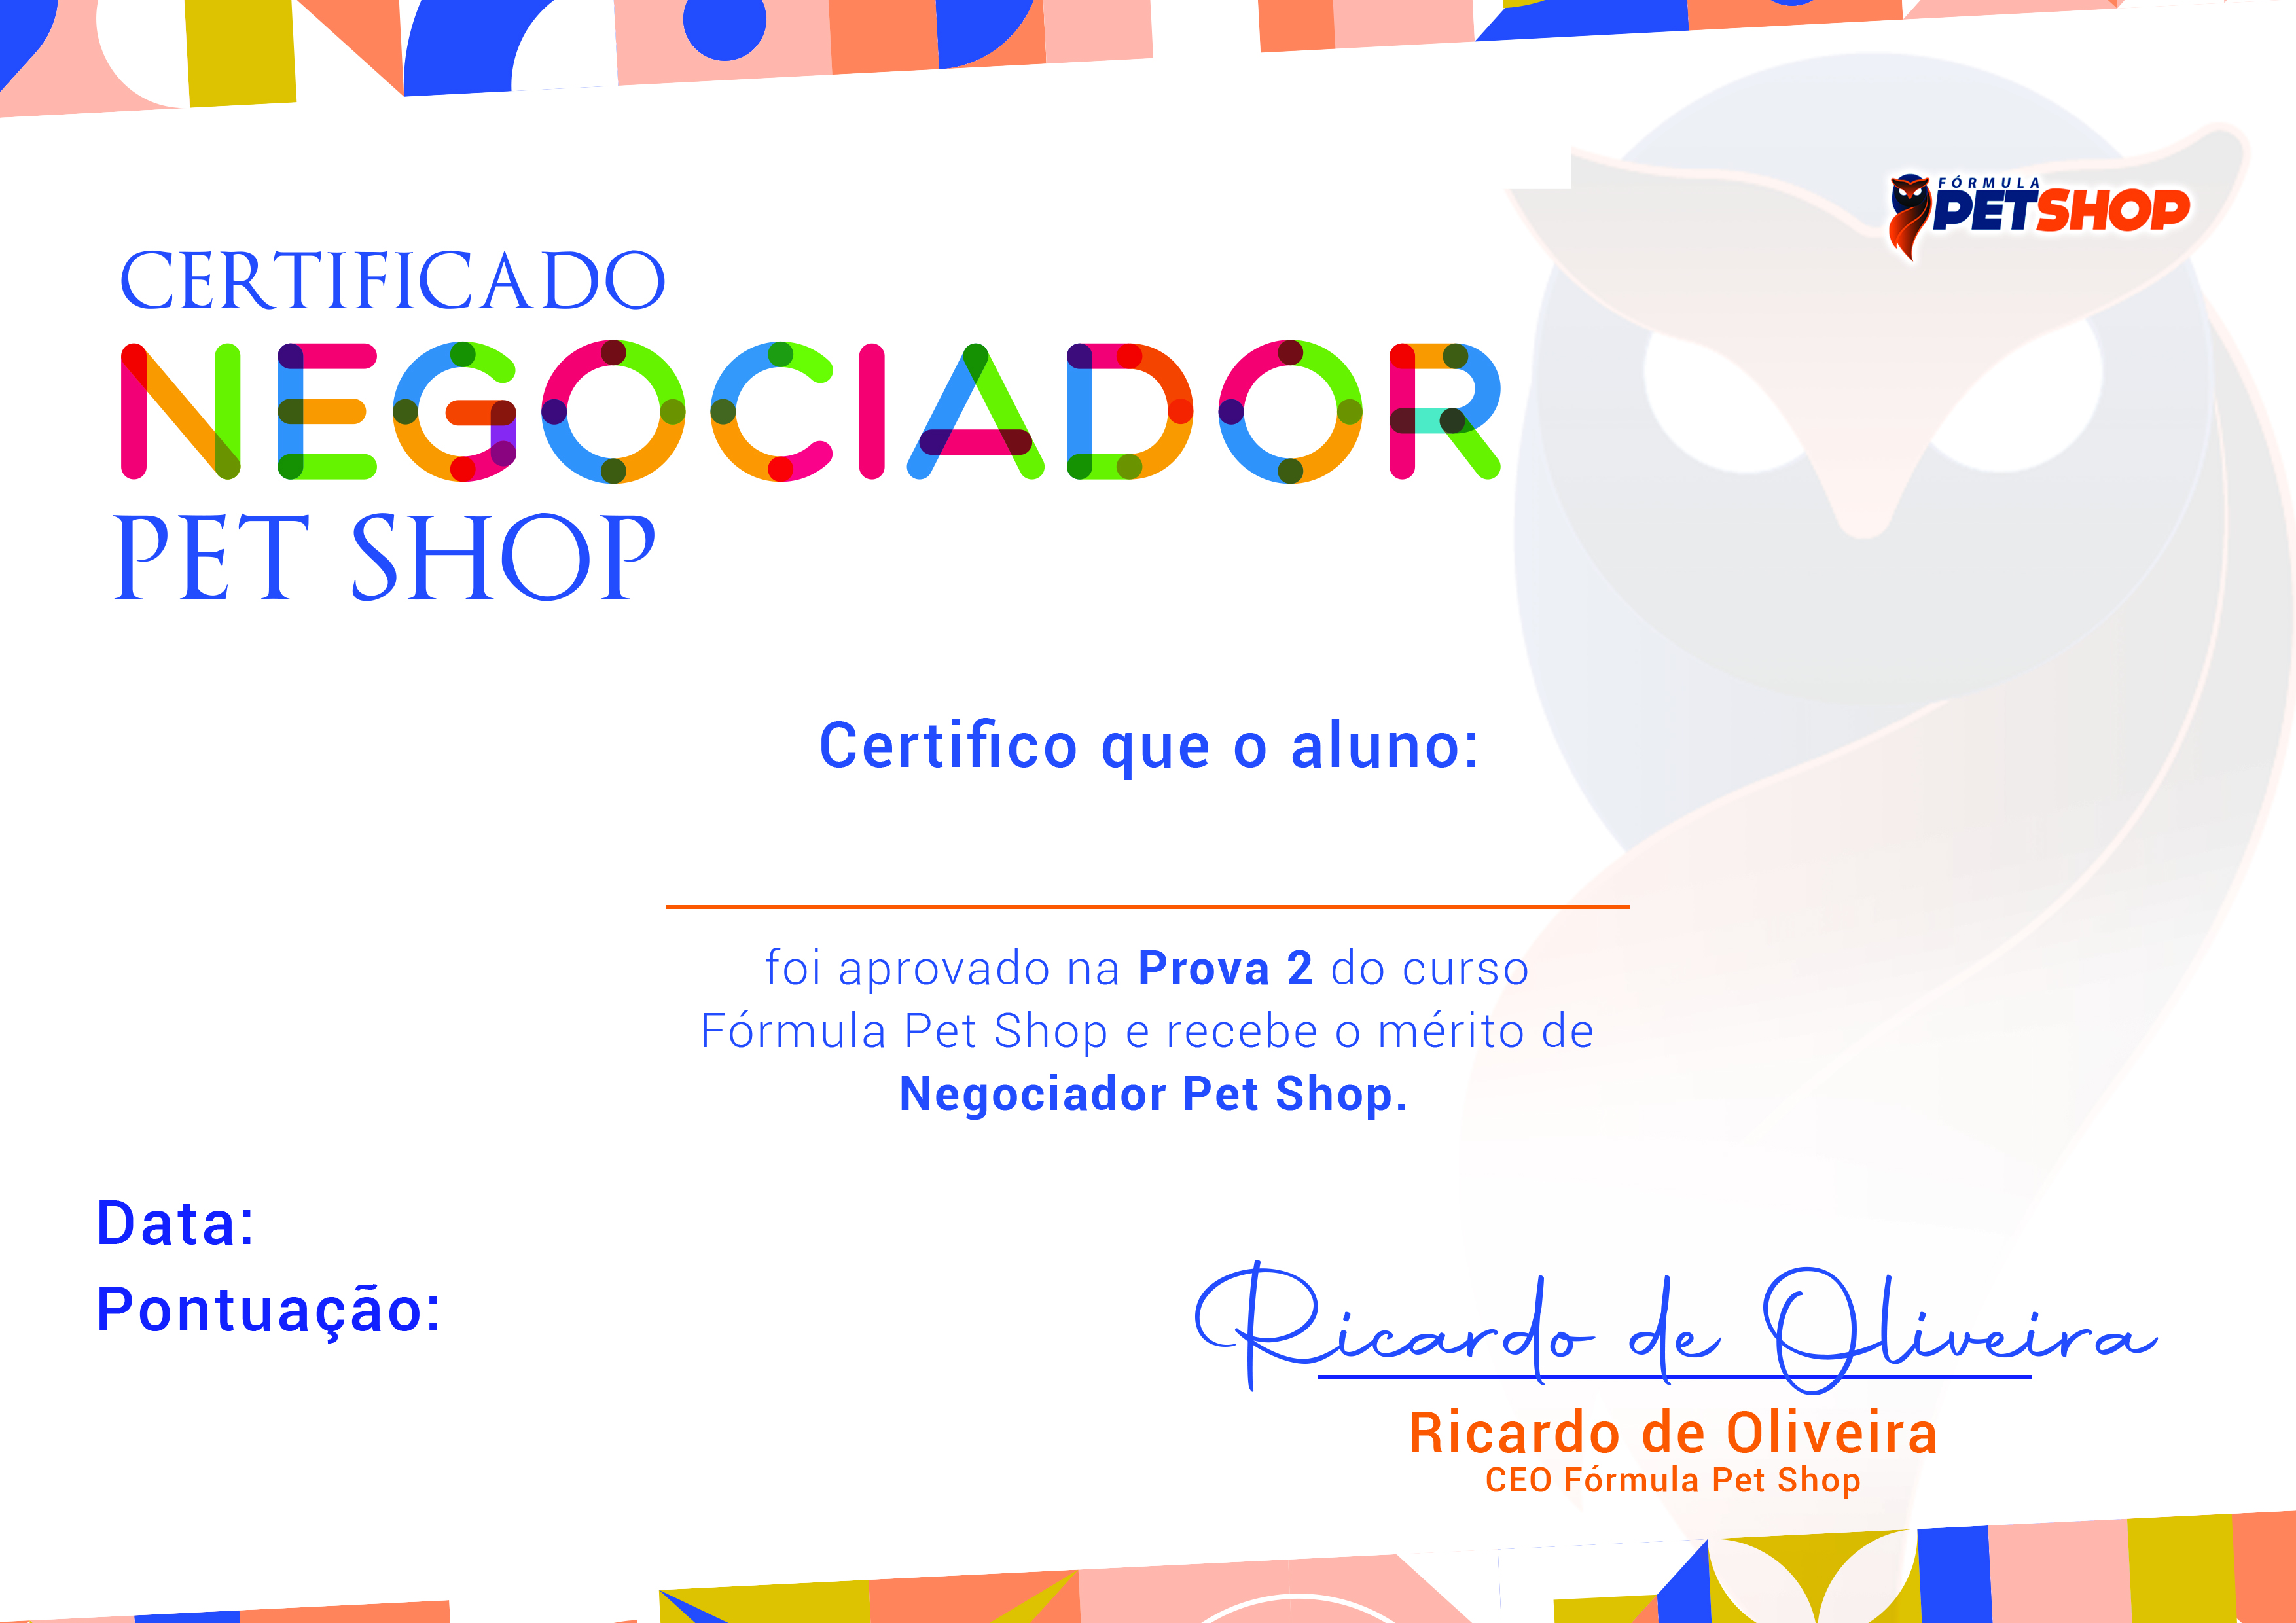 FÓRMULA
PETSHOP
CERTIFICADO
NEGOCIADOR
PET SHOP
Certifico que o aluno:
foi aprovado na Prova 2 do curso
Fórmula Pet Shop e recebe o mérito de
Negociador Pet Shop.
Data:
Pontuação:
Ricardo de Oliveira
Ricardo de Oliveira
CEO Fórmula Pet Shop